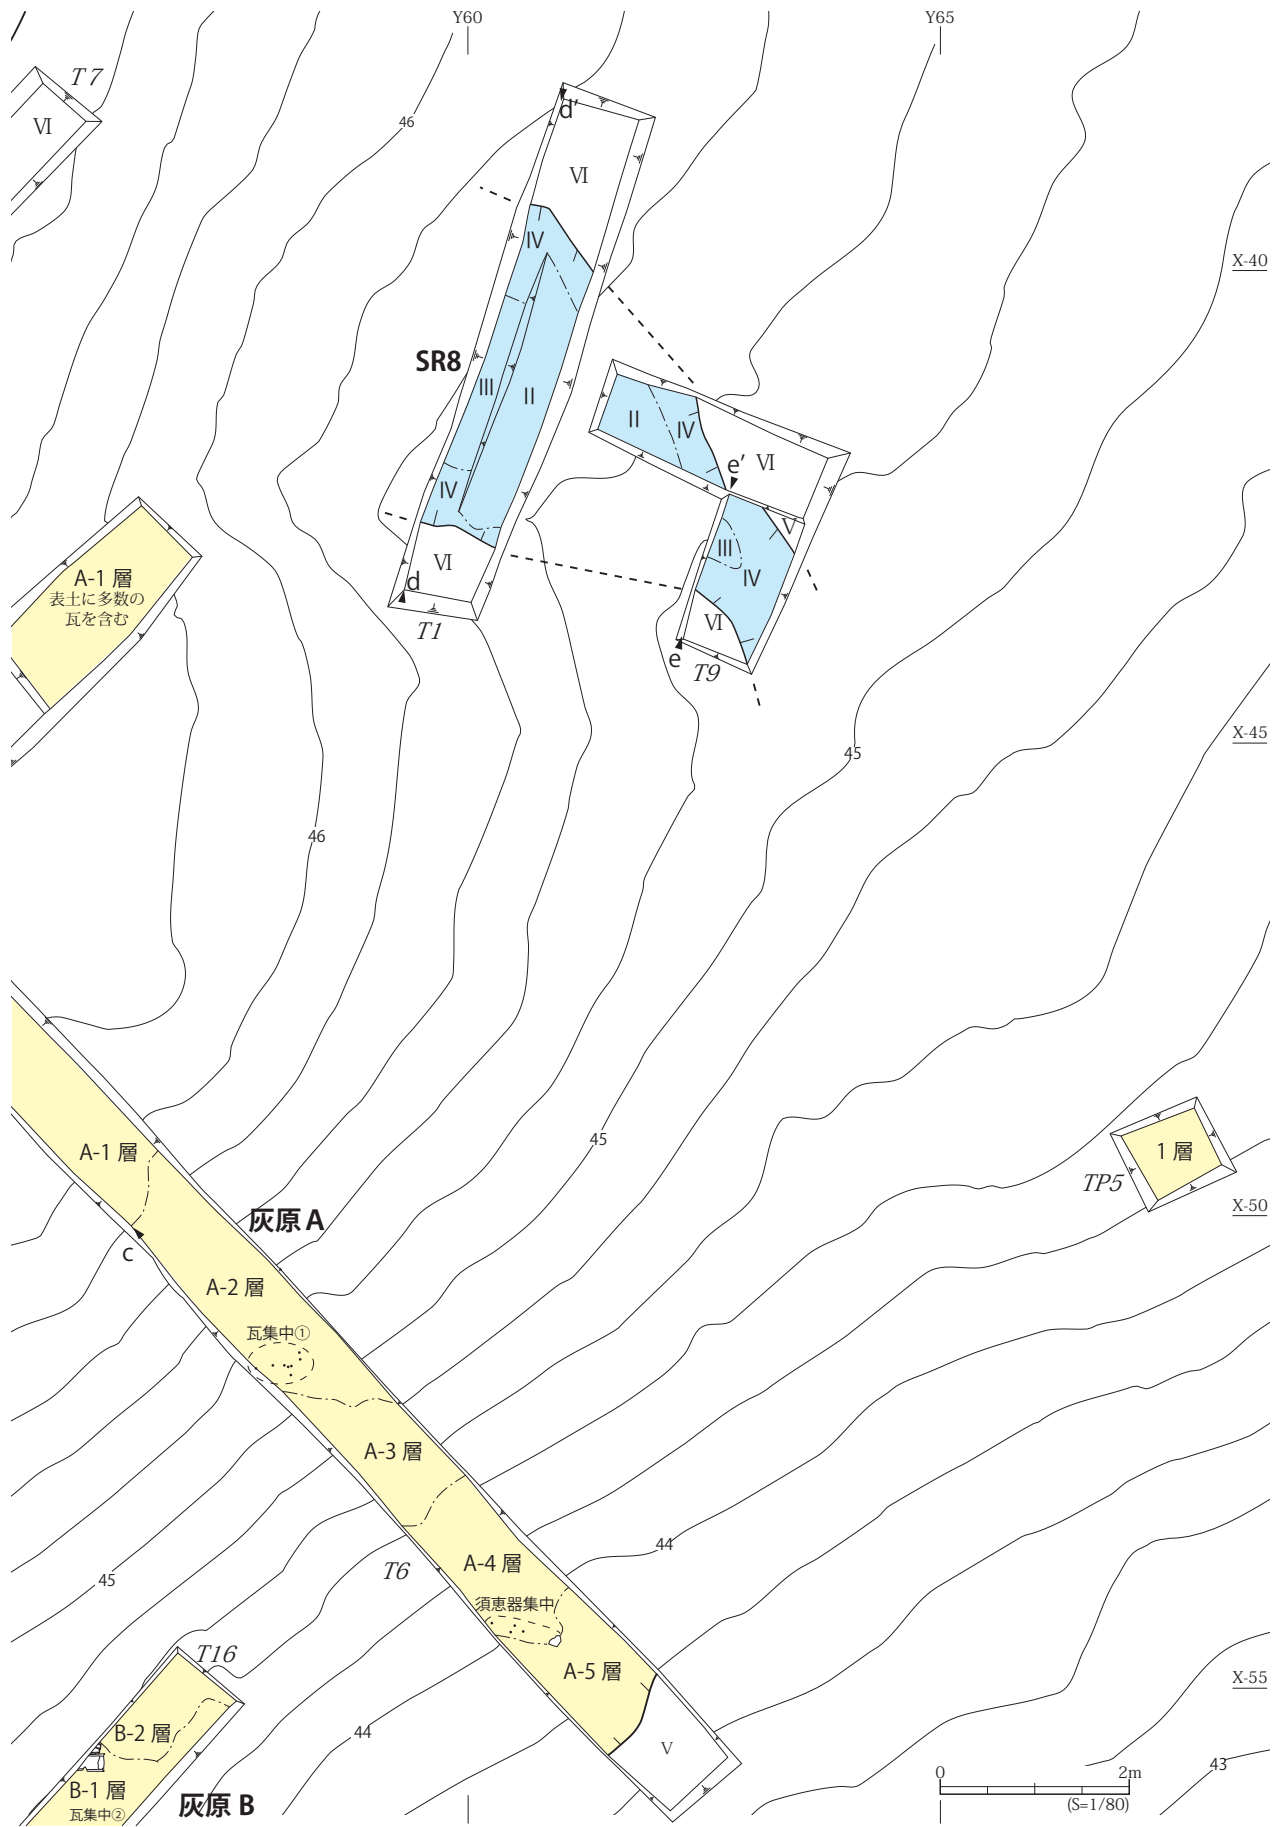 Y60
Y65
T7
VI
46
d'
VI
IV
X-40
SR8
III
II
II
IV
VI
e'
IV
V
III
IV
VI
d
VI
T1
e
T9
A-1 層
表土に多数の
瓦を含む
X-45
45
46
A-1 層
45
1 層
TP5
X-50
灰原 A
c
A-2 層
瓦集中①
A-3 層
44
A-4 層
T6
45
須恵器集中
T16
A-5 層
X-55
B-2 層
44
V
B-1 層
瓦集中②
灰原 B
0
2m
(S=1/80)
43